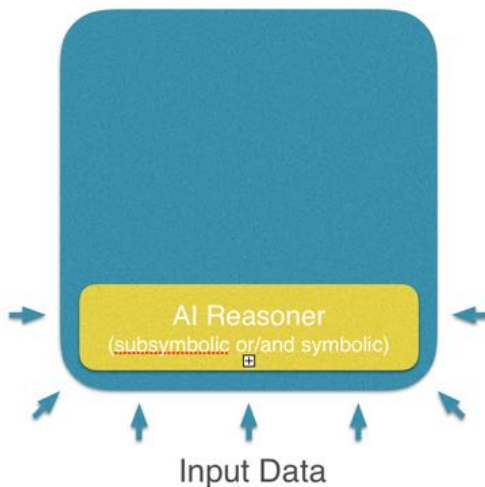 AI Reasoner
(subsymbolic or/and symbolic)
Input Data